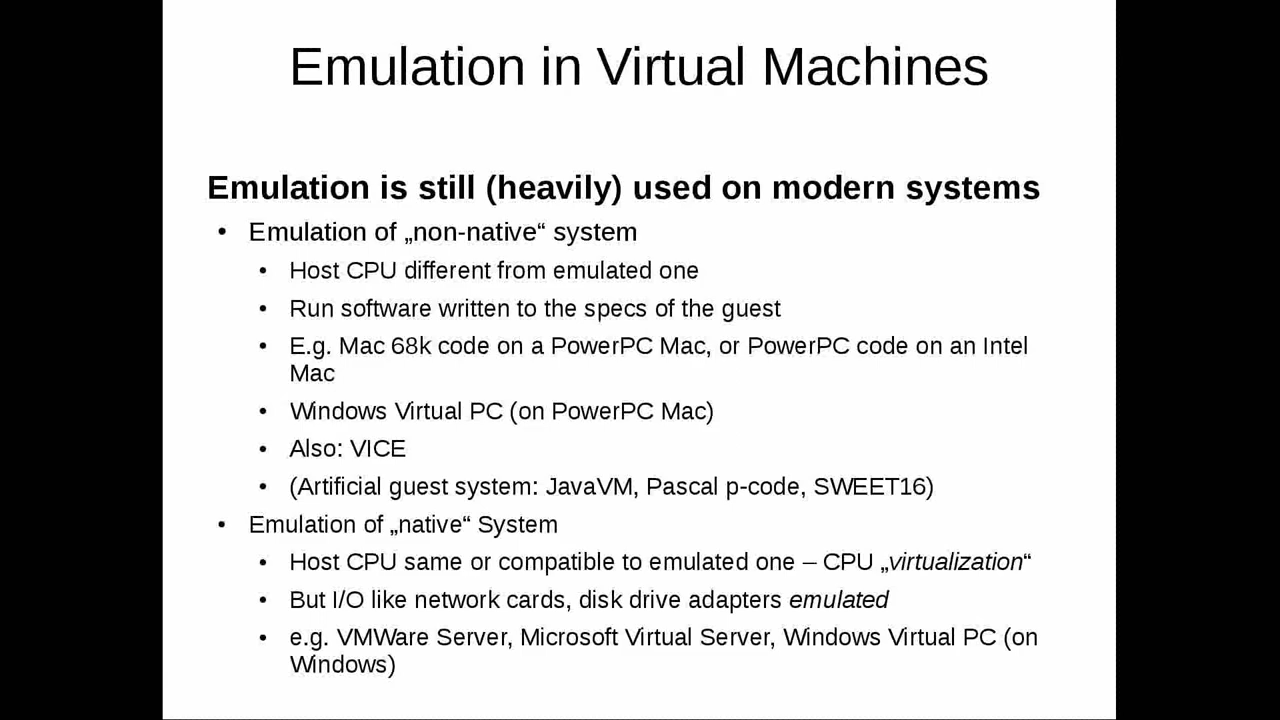 Emulation in Virtual Machines
Emulation is still (heavily) used on modern systems
• Emulation of „non-native“ system
• Host CPU different from emulated one
• Run software written to the specs of the guest
• E.g. Mac 68k code on a PowerPC Mac, or PowerPC code on an Intel
Mac
• Windows Virtual PC (on PowerPC Mac)
• Also: VICE
• (Artificial guest system: JavaVM, Pascal p-code, SWEET16)
• Emulation of „native“ System
• Host CPU same or compatible to emulated one – CPU „virtualization“
• But I/O like network cards, disk drive adapters emulated
• e.g. VMWare Server, Microsoft Virtual Server, Windows Virtual PC (on
Windows)